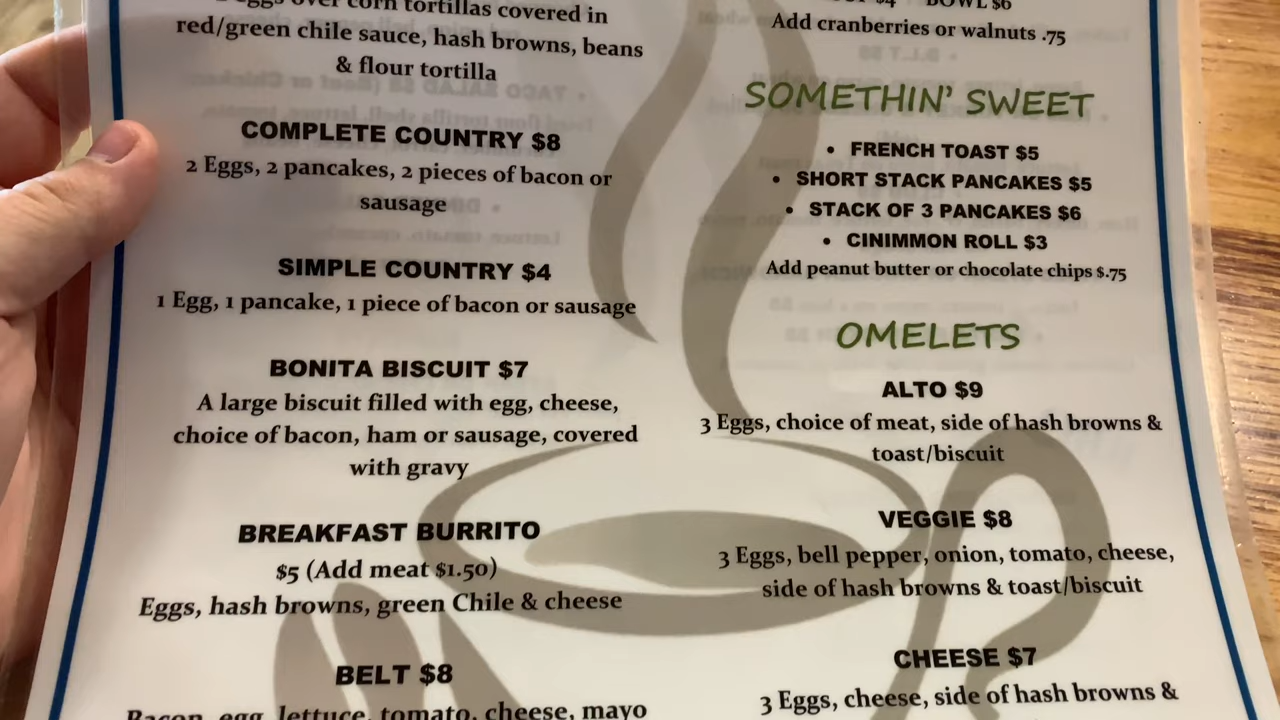 eggs over corn tortillas covered in
red/green chile sauce, hash browns, beans
& flour tortilla
COMPLETE COUNTRY $8
2 Eggs, 2 pancakes, 2 pieces of bacon or
sausage
SIMPLE COUNTRY $4
1 Egg, 1 pancake, 1 piece of bacon or sausage
BONITA BISCUIT $7
A large biscuit filled with egg, cheese,
choice of bacon, ham or sausage, covered
with gravy
BREAKFAST BURRITO
$5 (Add meat $1.50)
Eggs, hash browns, green Chile & cheese
BELT $8
Bacon, egg, lettuce, tomato, cheese, mayo
$4 BOWL $6
Add cranberries or walnuts .75
SOMETHIN' SWEET
• FRENCH TOAST $5
• SHORT STACK PANCAKES $5
• STACK OF 3 PANCAKES $6
• CINIMMON ROLL $3
Add peanut butter or chocolate chips $.75
OMELETS
ALTO $9
3 Eggs, choice of meat, side of hash browns &
toast/biscuit
VEGGIE $8
3 Eggs, bell pepper, onion, tomato, cheese,
side of hash browns & toast/biscuit
CHEESE $7
3 Eggs, cheese, side of hash browns &